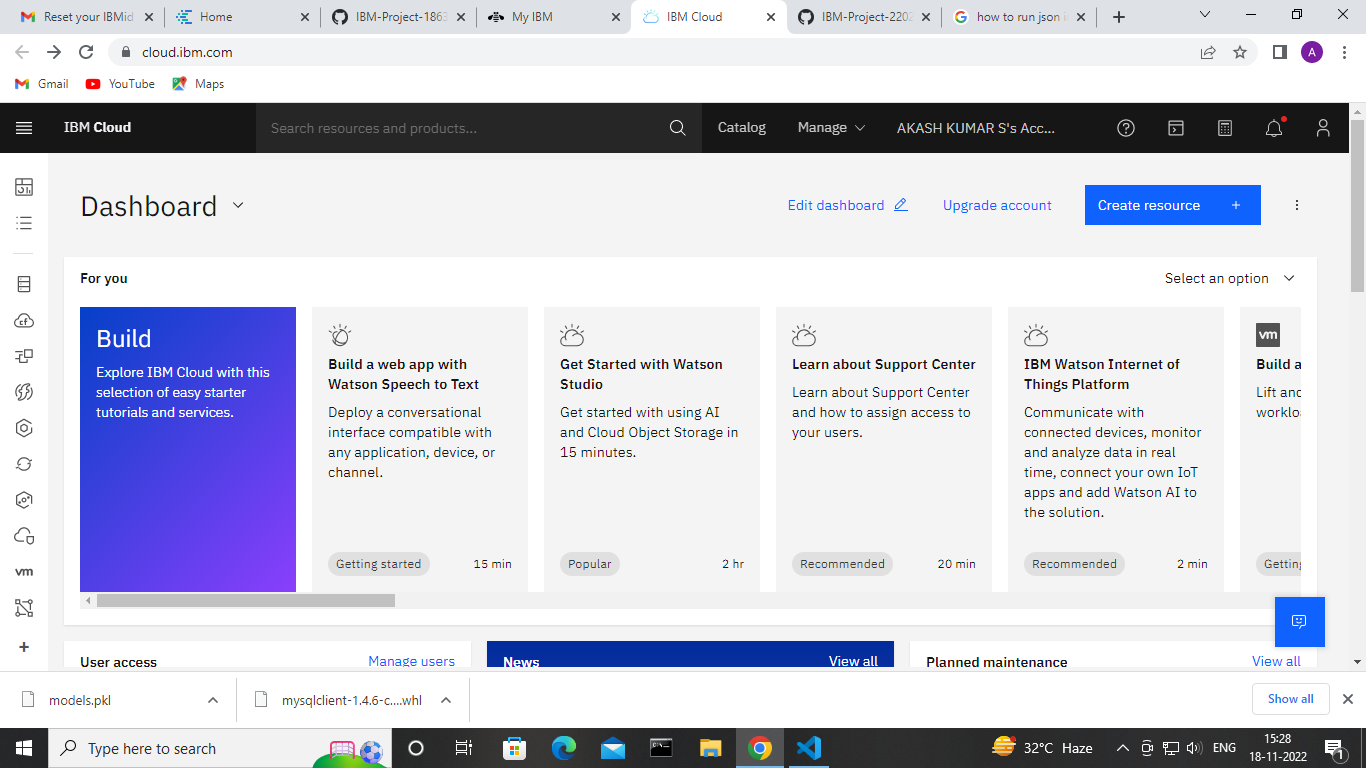 Reset your IBMid
Home
IBM-Project-1863
My IBM
IBM Cloud
IBM-Project-2202
how to run json i
cloud.ibm.com
A
Gmail
YouTube
Maps
IBM Cloud
Search resources and products...
Catalog
Manage
AKASH KUMAR S's Acc...
Dashboard
Edit dashboard
Upgrade account
Create resource +
For you
Select an option
Build
Explore IBM Cloud with this
selection of easy starter
tutorials and services.
Build a web app with
Watson Speech to Text
Deploy a conversational
interface compatible with
any application, device, or
channel.
Getting started
15 min
Get Started with Watson
Studio
Get started with using AI
and Cloud Object Storage in
15 minutes.
Popular
2 hr
Learn about Support Center
Learn about Support Center
and how to assign access to
your users.
Recommended
20 min
IBM Watson Internet of
Things Platform
Communicate with
connected devices, monitor
and analyze data in real
time, connect your own IoT
apps and add Watson AI to
the solution.
Recommended
2 min
vm
Build a
Lift and
worklo
Getting
vm
User access
Manage users
News
View all
Planned maintenance
View all
models.pkl
mysqlclient-1.4.6-c....whl
Show all
Type here to search
32°C Haze
ENG
15:28
18-11-2022
1